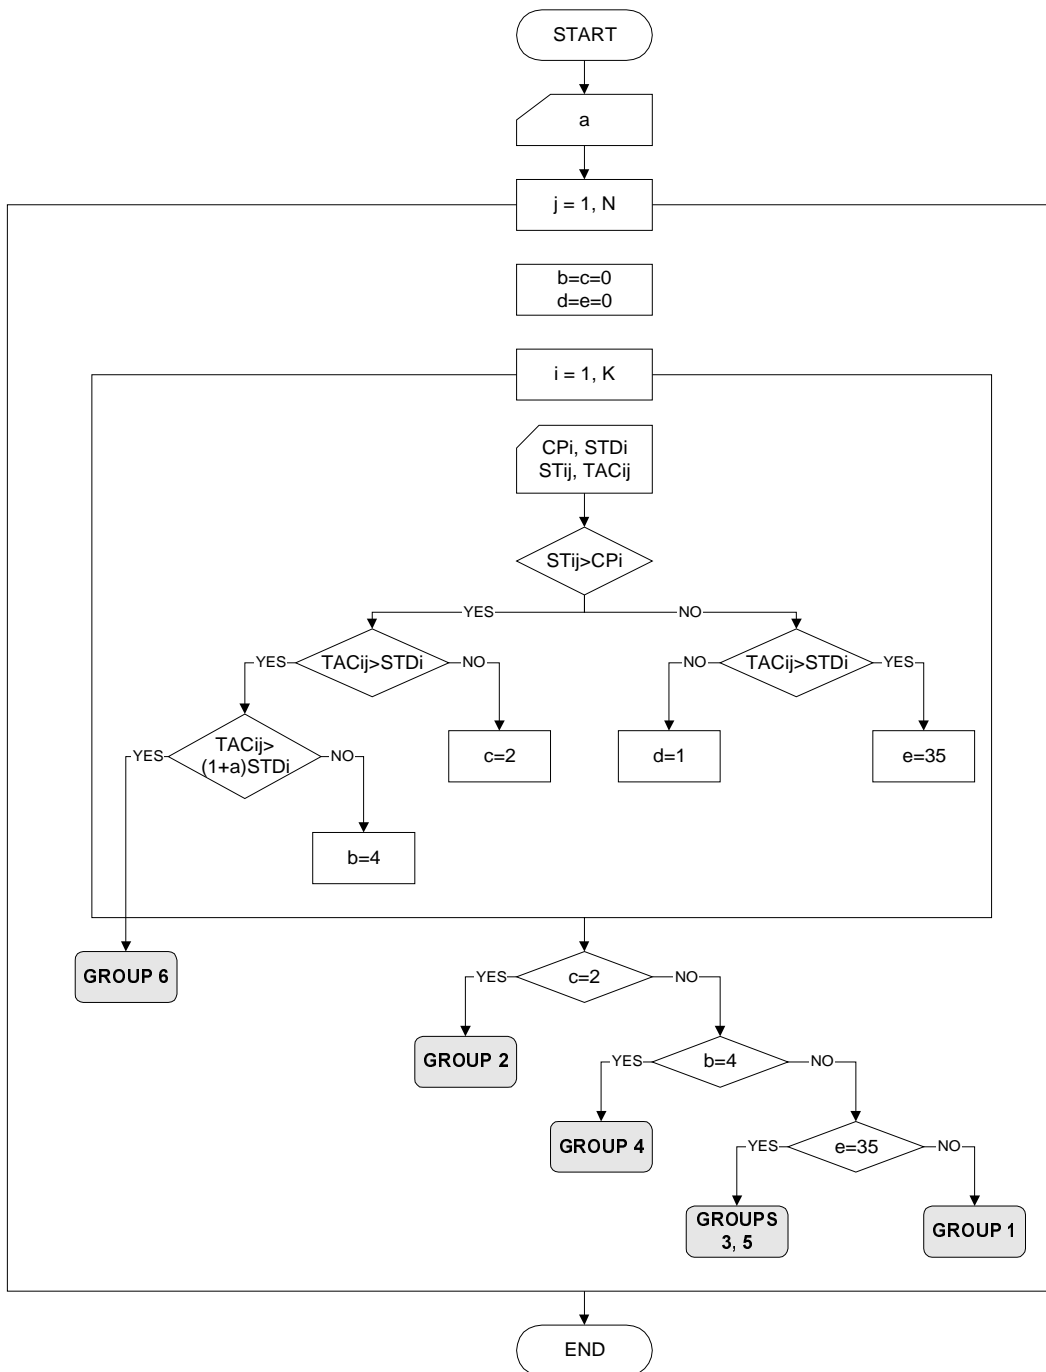 START
a
j = 1, N
b=c=0
d=e=0
i = 1, K
CPi, STDi
STij, TACij
STij>CPi
YES
NO
TACij>STDi
TACij>STDi
YES
NO
NO
YES
TACij>
(1+a)STDi
YES
NO
c=2
d=1
e=35
b=4
GROUP 6
c=2
YES
NO
GROUP 2
b=4
YES
NO
GROUP 4
e=35
YES
NO
GROUPS
3, 5
GROUP 1
END